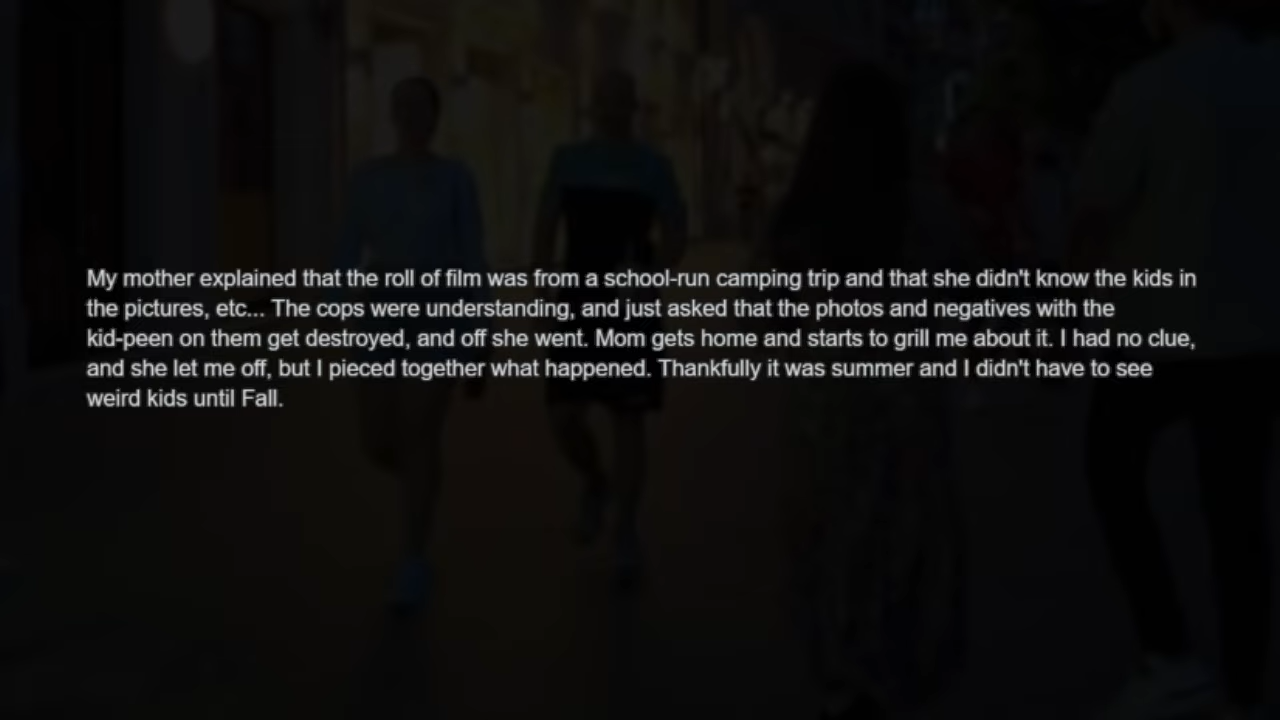 My mother explained that the roll of film was from a school-run camping trip and that she didn't know the kids in
the pictures, etc... The cops were understanding, and just asked that the photos and negatives with the
kid-peen on them get destroyed, and off she went. Mom gets home and starts to grill me about it. I had no clue,
and she let me off, but I pieced together what happened. Thankfully it was summer and I didn't have to see
weird kids until Fall.